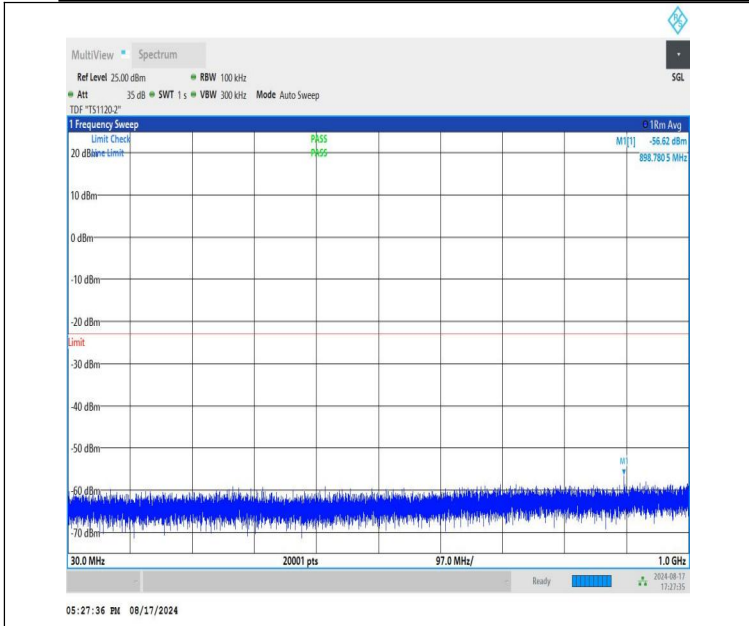 MultiView Spectrum
Ref Level 25.00 dBm RBW 100 kHz SGL
Att 35 dB SWT 1 s VBW 300 kHz Mode Auto Sweep
TDF "TS1120-2"
1 Frequency Sweep 1Rm Avg
Limit Check PASS M1[1] -56.62 dBm
20 dBm Line Limit PASS 898.780 5 MHz
10 dBm
0 dBm
-10 dBm
-20 dBm
Limit
-30 dBm
-40 dBm
-50 dBm
M1
-60 dBm
-70 dBm
30.0 MHz 20001 pts 97.0 MHz/ 1.0 GHz
Ready 2024-08-17
17:27:35
05:27:36 PM 08/17/2024